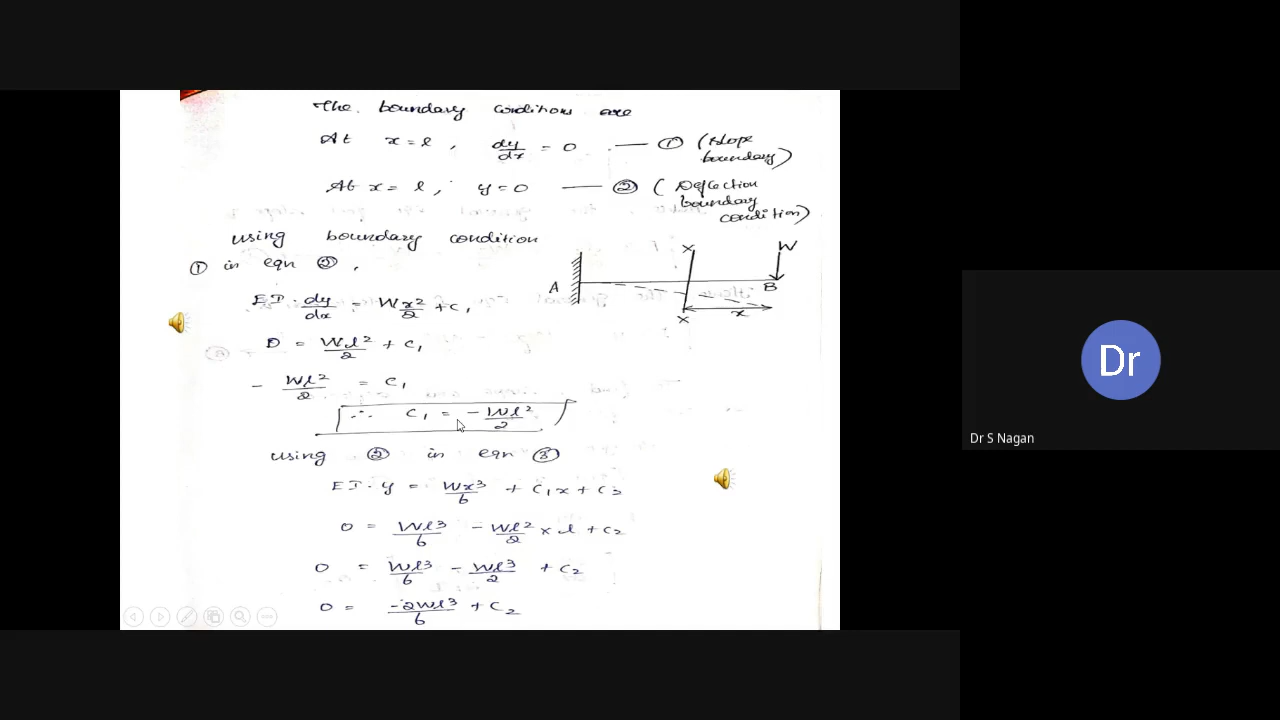 The boundary conditions are
At x = l, dy/dx = 0 — ① (slope boundary)
At x = l, y = 0 — ② (Deflection boundary condition)
using boundary condition
① in eqn ②,
EI · dy/dx = Wx²/2 + C₁
0 = Wl²/2 + C₁
- Wl²/2 = C₁
∴ C₁ = -Wl²/2
using ② in eqn ③
EI · y = Wx³/6 + C₁x + C₃
0 = Wl³/6 - Wl²/2 × l + C₂
0 = Wl³/6 - Wl³/2 + C₂
0 = -2Wl³/6 + C₂
X
W
A
B
x
X
Dr
Dr S Nagan